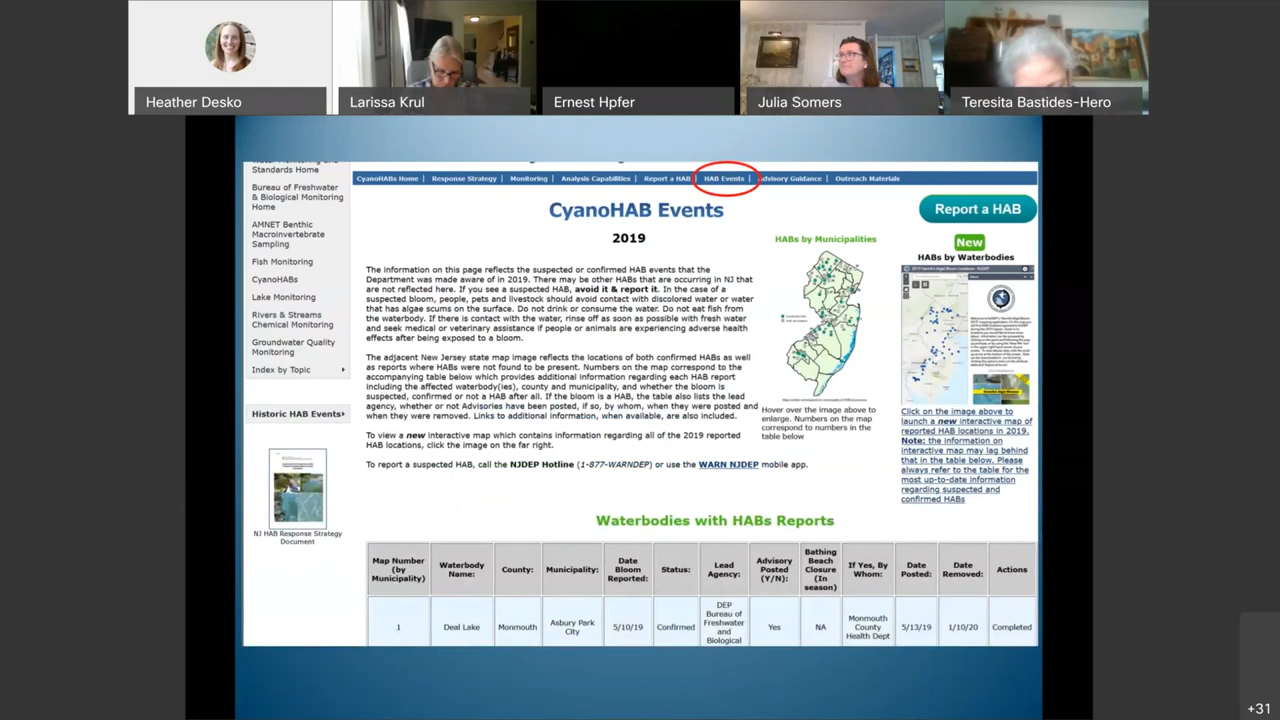 Heather Desko
Larissa Krul
Ernest Hpfer
Julia Somers
Teresita Bastides-Hero
Standards Home
Bureau of Freshwater
& Biological Monitoring
Home
AMNET Benthic
Macroinvertebrate
Sampling
Fish Monitoring
CyanoHABs
Lake Monitoring
Rivers & Streams
Chemical Monitoring
Groundwater Quality
Monitoring
Index by Topic
Historic HAB Events
NJ HAB Response Strategy
Document
CyanoHABs Home | Response Strategy | Monitoring | Analysis Capabilities | Report a HAB | HAB Events | Advisory Guidance | Outreach Materials
CyanoHAB Events
2019
The information on this page reflects the suspected or confirmed HAB events that the
Department was made aware of in 2019. There may be other HABs that are occurring in NJ that
are not reflected here. If you see a suspected HAB, avoid it & report it. In the case of a
suspected bloom, people, pets and livestock should avoid contact with discolored water or water
that has algae scums on the surface. Do not drink or consume the water. Do not eat fish from
the waterbody. If there is contact with the water, rinse off as soon as possible with fresh water
and seek medical or veterinary assistance if people or animals are experiencing adverse health
effects after being exposed to a bloom.
The adjacent New Jersey state map image reflects the locations of both confirmed HABs as well
as reports where HABs were not found to be present. Numbers on the map correspond to the
accompanying table below which provides additional information regarding each HAB report
including the affected waterbody(ies), county and municipality, and whether the bloom is
suspected, confirmed or not a HAB after all. If the bloom is a HAB, the table also lists the lead
agency, whether or not Advisories have been posted, if so, by whom, when they were posted and
when they were removed. Links to additional information, when available, are also included.
To view a new interactive map which contains information regarding all of the 2019 reported
HAB locations, click the image on the far right.
To report a suspected HAB, call the NJDEP Hotline (1-877-WARNDEP) or use the WARN NJDEP mobile app.
HABs by Municipalities
Hover over the image above to
enlarge. Numbers on the map
correspond to numbers in the
table below
Report a HAB
New
HABs by Waterbodies
Click on the image above to
launch a new interactive map of
reported HAB locations in 2019.
Note: the information on
interactive map may lag behind
that in the table below. Please
always refer to the table for the
most up-to-date information
regarding suspected and
confirmed HABs
Waterbodies with HABs Reports
Map Number (by Municipality) Waterbody Name: County: Municipality: Date Bloom Reported: Status: Lead Agency: Advisory Posted (Y/N): Bathing Beach Closure (In season) If Yes, By Whom: Date Posted: Date Removed: Actions
1 Deal Lake Monmouth Asbury Park City 5/10/19 Confirmed DEP Bureau of Freshwater and Biological Yes NA Monmouth County Health Dept 5/13/19 1/10/20 Completed
+31